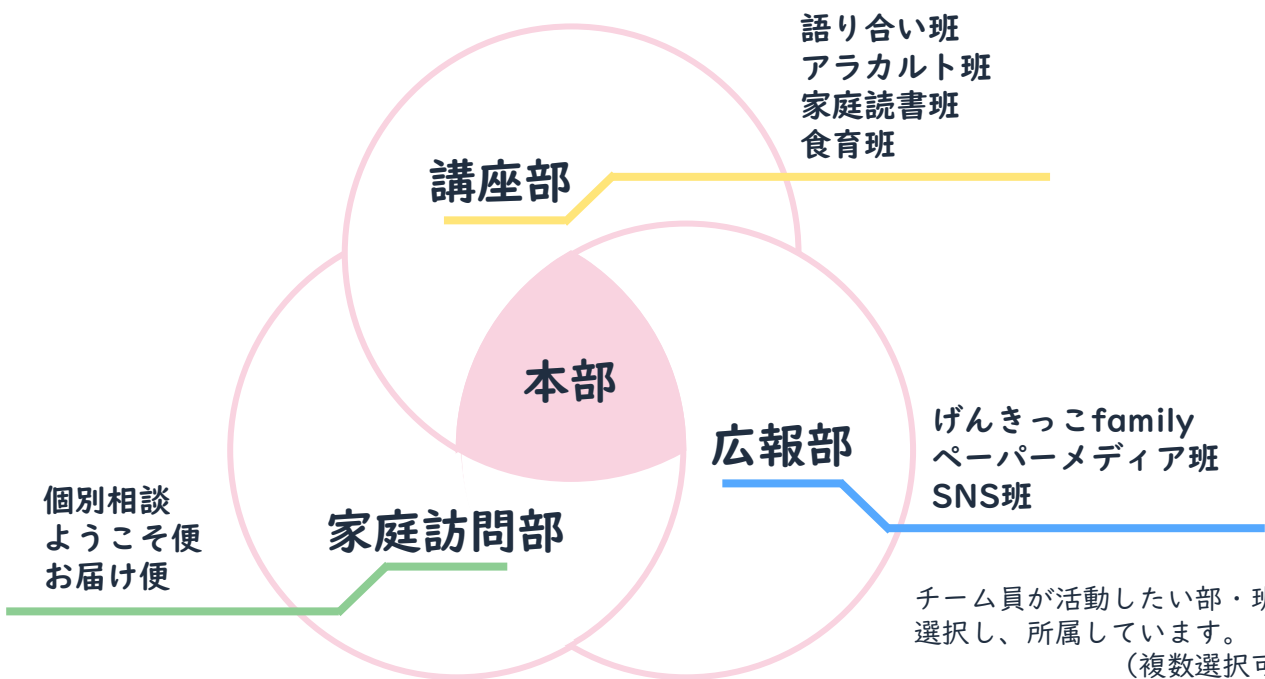 語り合い班
アラカルト班
家庭読書班
食育班
講座部
本部
広報部
げんきっこfamily
ペーパーメディア班
SNS班
個別相談
ようこそ便
お届け便
家庭訪問部
チーム員が活動したい部・
選択し、所属しています。
（複数選択可